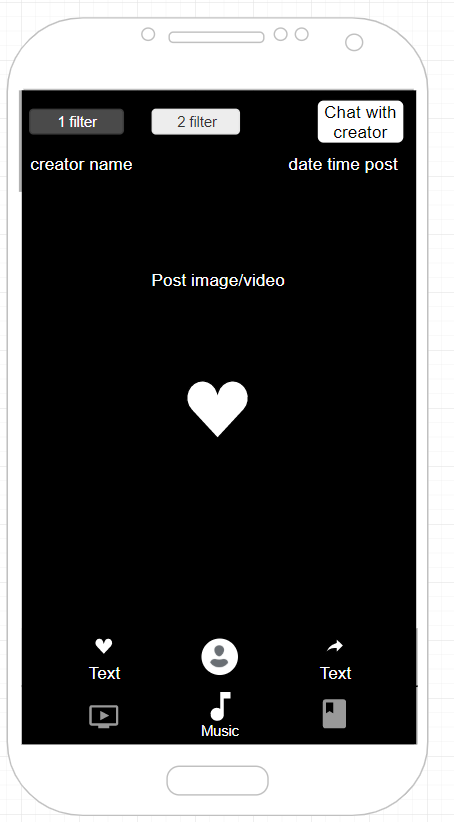 1 filter
2 filter
Chat with
creator
creator name
date time post
Post image/video
Text
Text
Music